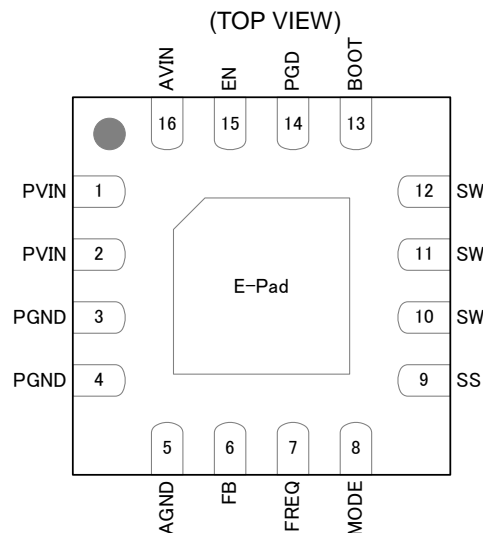 (TOP VIEW)
AVIN
EN
PGD
BOOT
16
15
14
13
PVIN 1
12 SW
PVIN 2
11 SW
E-Pad
PGND 3
10 SW
PGND 4
9 SS
5
6
7
8
AGND
FB
FREQ
MODE